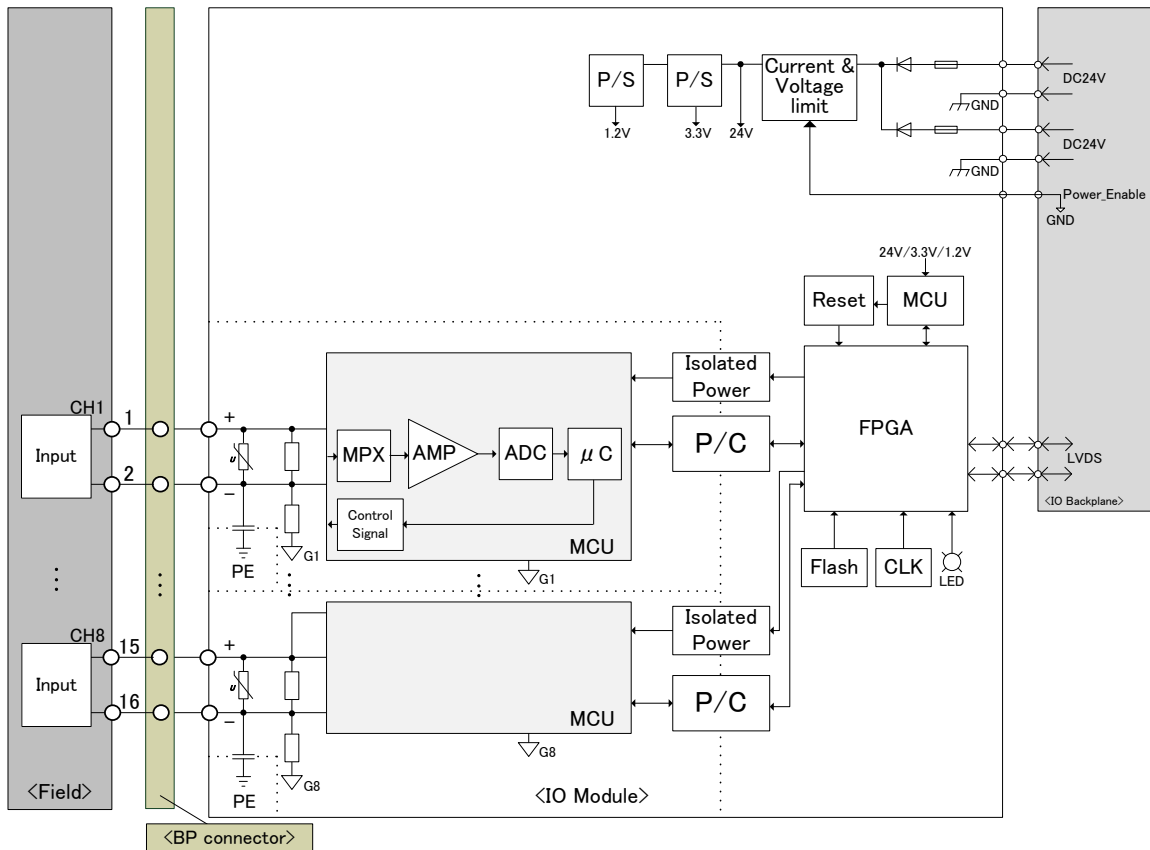 P/S
P/S
Current &
Voltage
limit
DC24V
GND
DC24V
GND
1.2V
3.3V
24V
Power_Enable
GND
24V/3.3V/1.2V
Reset
MCU
Isolated
Power
FPGA
CH1
1
+
Input
MPX
AMP
ADC
μC
P/C
LVDS
2
−
<IO Backplane>
Control
Signal
MCU
PE
G1
G1
Flash
CLK
LED
CH8
15
+
Isolated
Power
Input
16
−
MCU
P/C
PE
G8
G8
<Field>
<IO Module>
<BP connector>
u
u